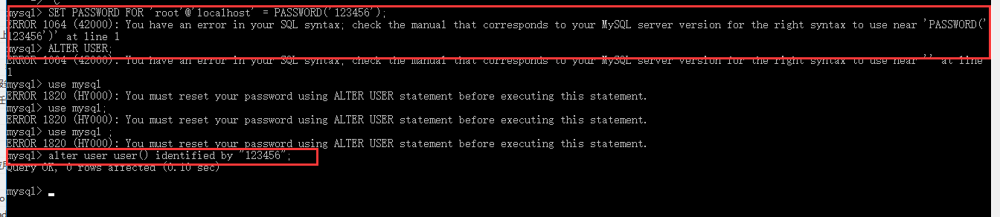 mysql> SET PASSWORD FOR 'root'@'localhost' = PASSWORD('123456');
ERROR 1064 (42000): You have an error in your SQL syntax; check the manual that corresponds to your MySQL server version for the right syntax to use near 'PASSWORD('
123456')' at line 1
mysql> ALTER USER;
ERROR 1064 (42000): You have an error in your SQL syntax; check the manual that corresponds to your MySQL server version for the right syntax to use near '' at line
1
mysql> use mysql
ERROR 1820 (HY000): You must reset your password using ALTER USER statement before executing this statement.
mysql> use mysql;
ERROR 1820 (HY000): You must reset your password using ALTER USER statement before executing this statement.
mysql> use mysql ;
ERROR 1820 (HY000): You must reset your password using ALTER USER statement before executing this statement.
mysql> alter user user() identified by "123456";
Query OK, 0 rows affected (0.10 sec)
mysql>